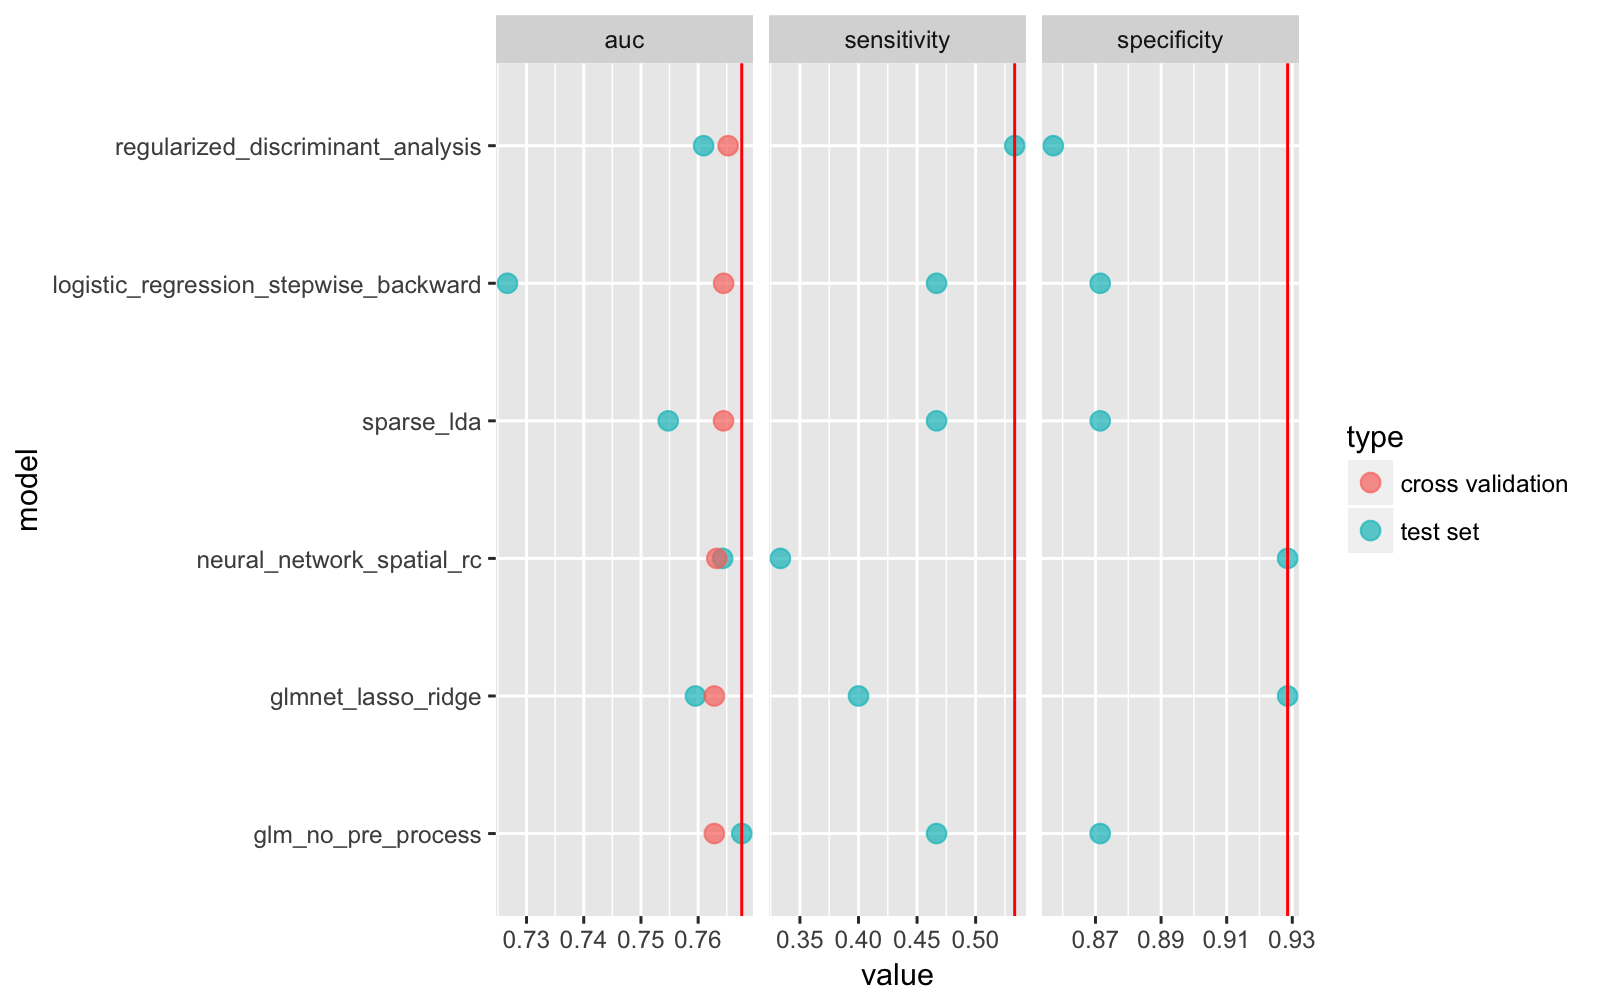 auc sensitivity specificity
regularized_discriminant_analysis
logistic_regression_stepwise_backward
sparse_lda
neural_network_spatial_rc
glmnet_lasso_ridge
glm_no_pre_process
model
0.73 0.74 0.75 0.76 0.35 0.40 0.45 0.50 0.87 0.89 0.91 0.93
value
type
cross validation
test set